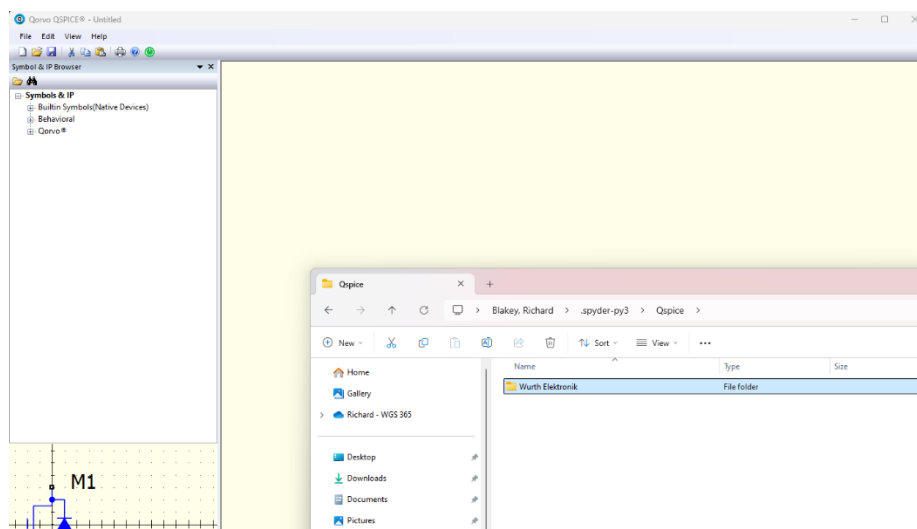 Qorvo QSPICE® - Untitled
File Edit View Help
Symbol & IP Browser
Symbols & IP
Builtin Symbols(Native Devices)
Behavioral
Qorvo®
M1
Qspice
Blakey, Richard > .spyder-py3 > Qspice >
New Sort View ...
Name Type Size
Home
Wurth Elektronik File folder
Gallery
Richard - WGS 365
Desktop
Downloads
Documents
Pictures